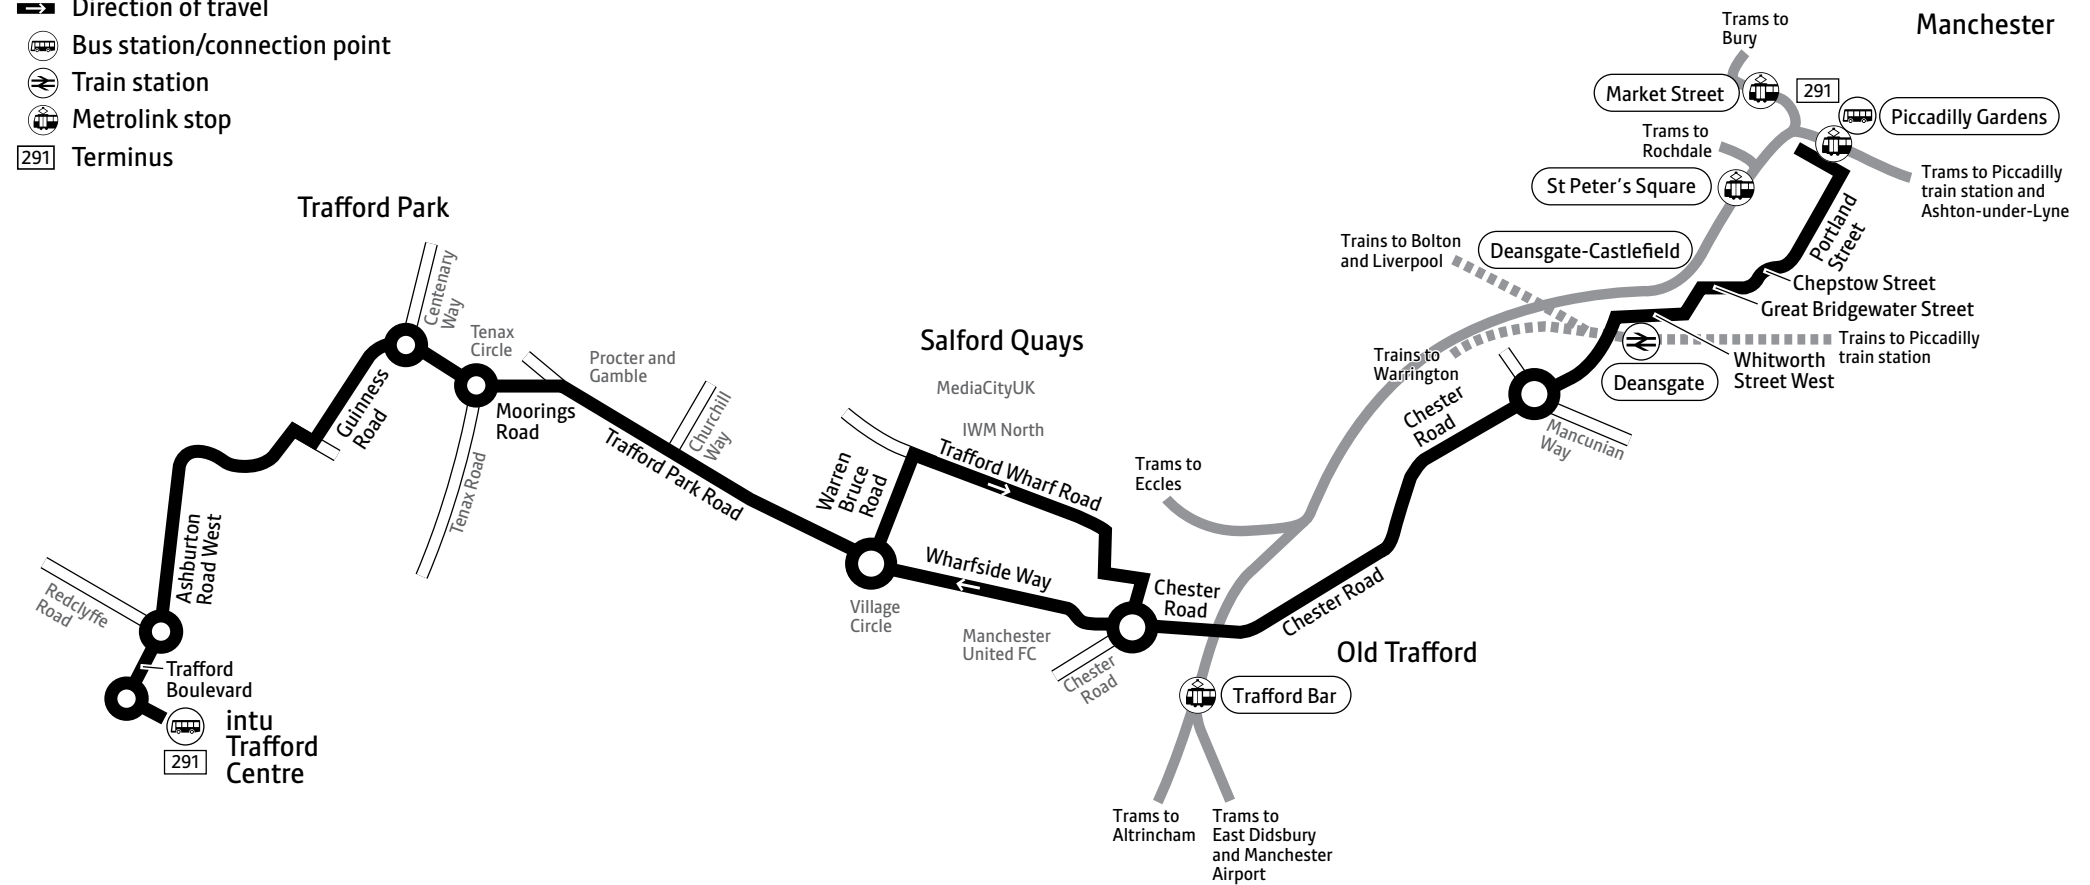 Direction of travel
Bus station/connection point
Train station
Metrolink stop
291 Terminus
Manchester
Trams to
Bury
Market Street
291
Piccadilly Gardens
Trams to
Rochdale
St Peter's Square
Trams to Piccadilly
train station and
Ashton-under-Lyne
Portland
Street
Trains to Bolton
and Liverpool
Deansgate-Castlefield
Chepstow Street
Great Bridgewater Street
Trains to Piccadilly
train station
Whitworth
Street West
Trains to
Warrington
Deansgate
Chester
Road
Mancunian
Way
Trafford Park
Centenary
Way
Tenax
Circle
Guinness
Road
Moorings
Road
Procter and
Gamble
Churchill
Way
Trafford Park Road
Tenax Road
Salford Quays
MediaCityUK
IWM North
Trafford Wharf Road
Warren
Bruce
Road
Trams to
Eccles
Wharfside Way
Village
Circle
Manchester
United FC
Chester
Road
Chester Road
Chester
Road
Old Trafford
Trafford Bar
Ashburton
Road West
Redclyffe
Road
Trafford
Boulevard
intu
Trafford
Centre
291
Trams to
Altrincham
Trams to
East Didsbury
and Manchester
Airport